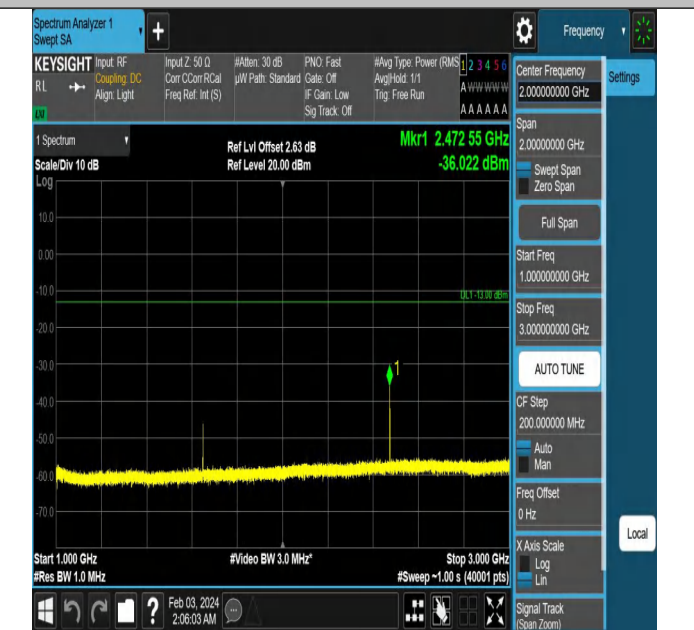 Spectrum Analyzer 1
Swept SA
+
Frequency
KEYSIGHT
RL
LXI
Input: RF
Coupling: DC
Align: Light
Input Z: 50 Ω
Corr CCorr RCal
Freq Ref: Int (S)
#Atten: 30 dB
µW Path: Standard
PNO: Fast
Gate: Off
IF Gain: Low
Sig Track: Off
#Avg Type: Power (RMS
Avg|Hold: 1/1
Trig: Free Run
1 2 3 4 5 6
A W W W W W
A A A A A A
1 Spectrum
Scale/Div 10 dB
Log
Ref Lvl Offset 2.63 dB
Ref Level 20.00 dBm
Mkr1 2.472 55 GHz
-36.022 dBm
10.0
0.00
-10.0
DL1 -13.00 dBm
-20.0
-30.0
1
-40.0
-50.0
-60.0
-70.0
Start 1.000 GHz
#Res BW 1.0 MHz
#Video BW 3.0 MHz*
Stop 3.000 GHz
#Sweep ~1.00 s (40001 pts)
?
Feb 03, 2024
2:06:03 AM
Center Frequency
2.00000000 GHz
Settings
Span
2.00000000 GHz
Swept Span
Zero Span
Full Span
Start Freq
1.000000000 GHz
Stop Freq
3.000000000 GHz
AUTO TUNE
CF Step
200.000000 MHz
Auto
Man
Freq Offset
0 Hz
X Axis Scale
Log
Lin
Local
Signal Track
(Span Zoom)